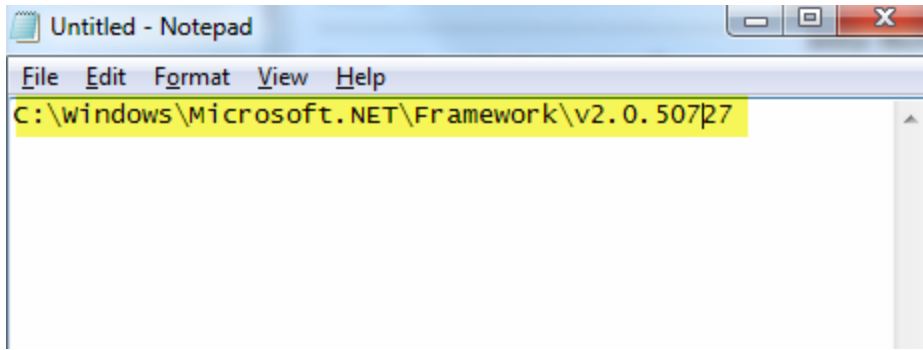 Untitled - Notepad
File Edit Format View Help
C:\Windows\Microsoft.NET\Framework\v2.0.50727